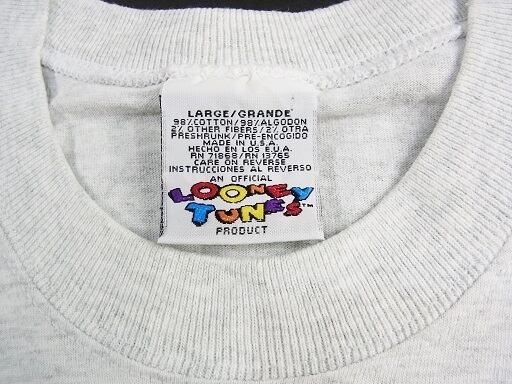 LARGE/GRANDE
98% COTTON/98% ALGODON
2% OTHER FIBERS/2% OTRA
PRESHRUNK/PRE-ENCOGIDO
MADE IN U.S.A.
HECHO EN LOS E.U.A.
RN 71868/RN 13765
CARE ON REVERSE
INSTRUCCIONES AL REVERSO
AN OFFICIAL
LOONEY
TUNES™
PRODUCT